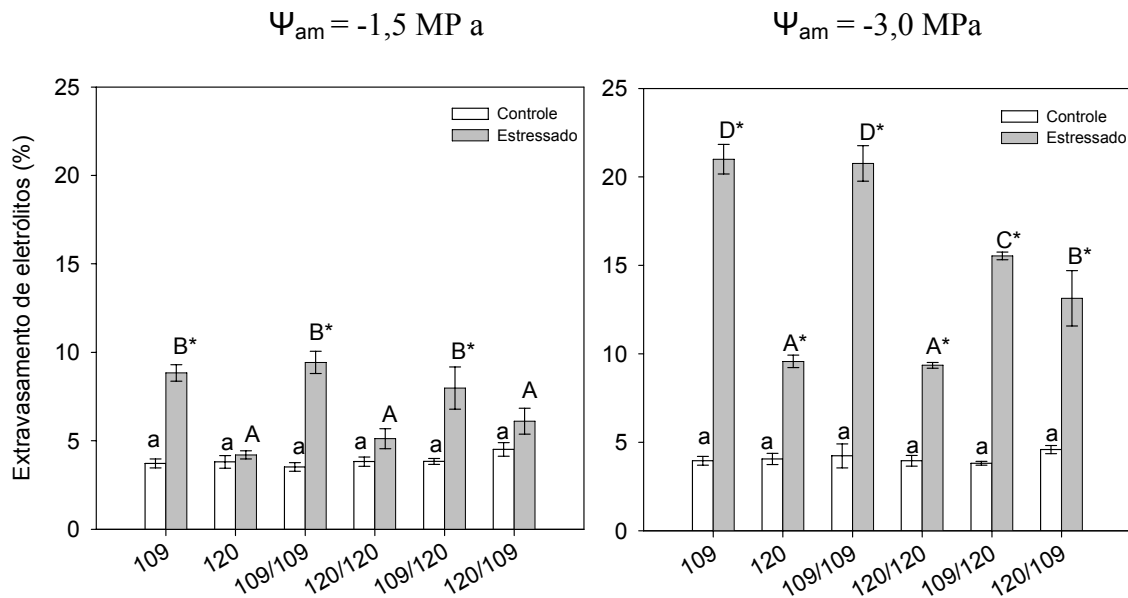 Ψam = -1,5 MP a
Ψam = -3,0 MPa
Extravasamento de eletrólitos (%)
25
20
15
10
5
0
Controle
Estressado
a B*
a A
a B*
a A
a B*
a A
109
120
109/109
120/120
109/120
120/109
25
20
15
10
5
0
Controle
Estressado
a D*
a A*
a D*
a A*
a C*
a B*
109
120
109/109
120/120
109/120
120/109